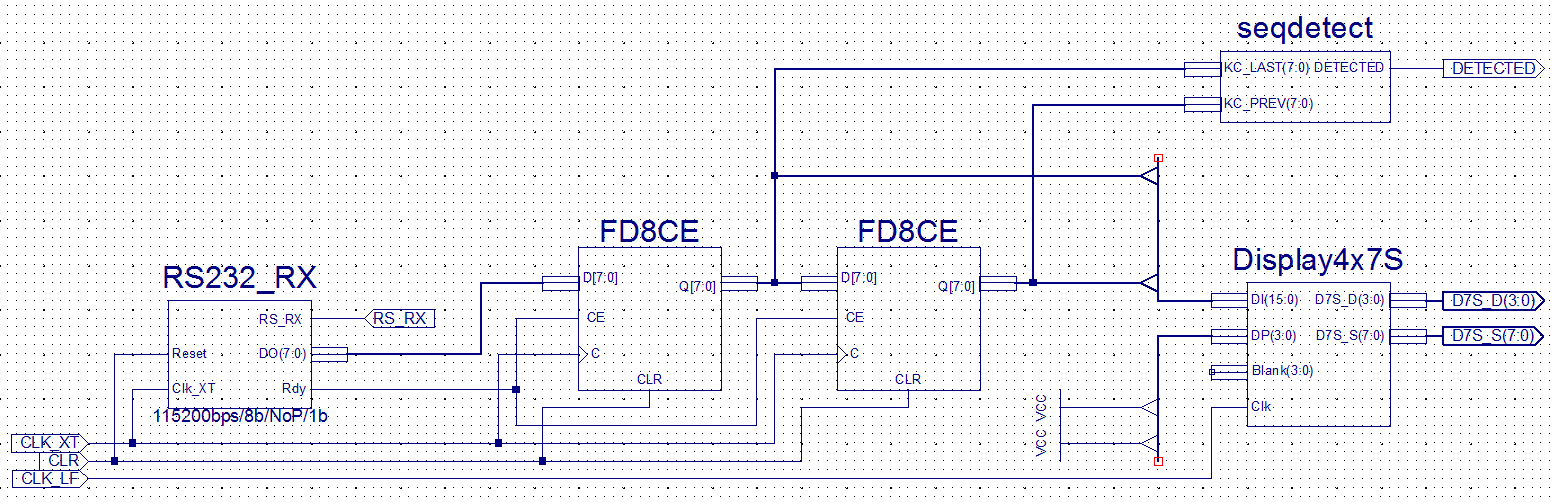 seqdetect
KC_LAST(7:0) DETECTED
DETECTED
KC_PREV(7:0)
FD8CE
FD8CE
Display4x7S
RS232_RX
D[7:0]
Q[7:0]
D[7:0]
Q[7:0]
DI(15:0)
D7S_D(3:0)
D7S_D(3:0)
RS_RX
RS_RX
CE
CE
DP(3:0)
D7S_S(7:0)
D7S_S(7:0)
Reset
DO(7:0)
C
C
Blank(3:0)
CLR
CLR
Clk_XT
Rdy
Clk
115200bps/8b/NoP/1b
VCC
VCC
CLK_XT
CLR
CLK_LF